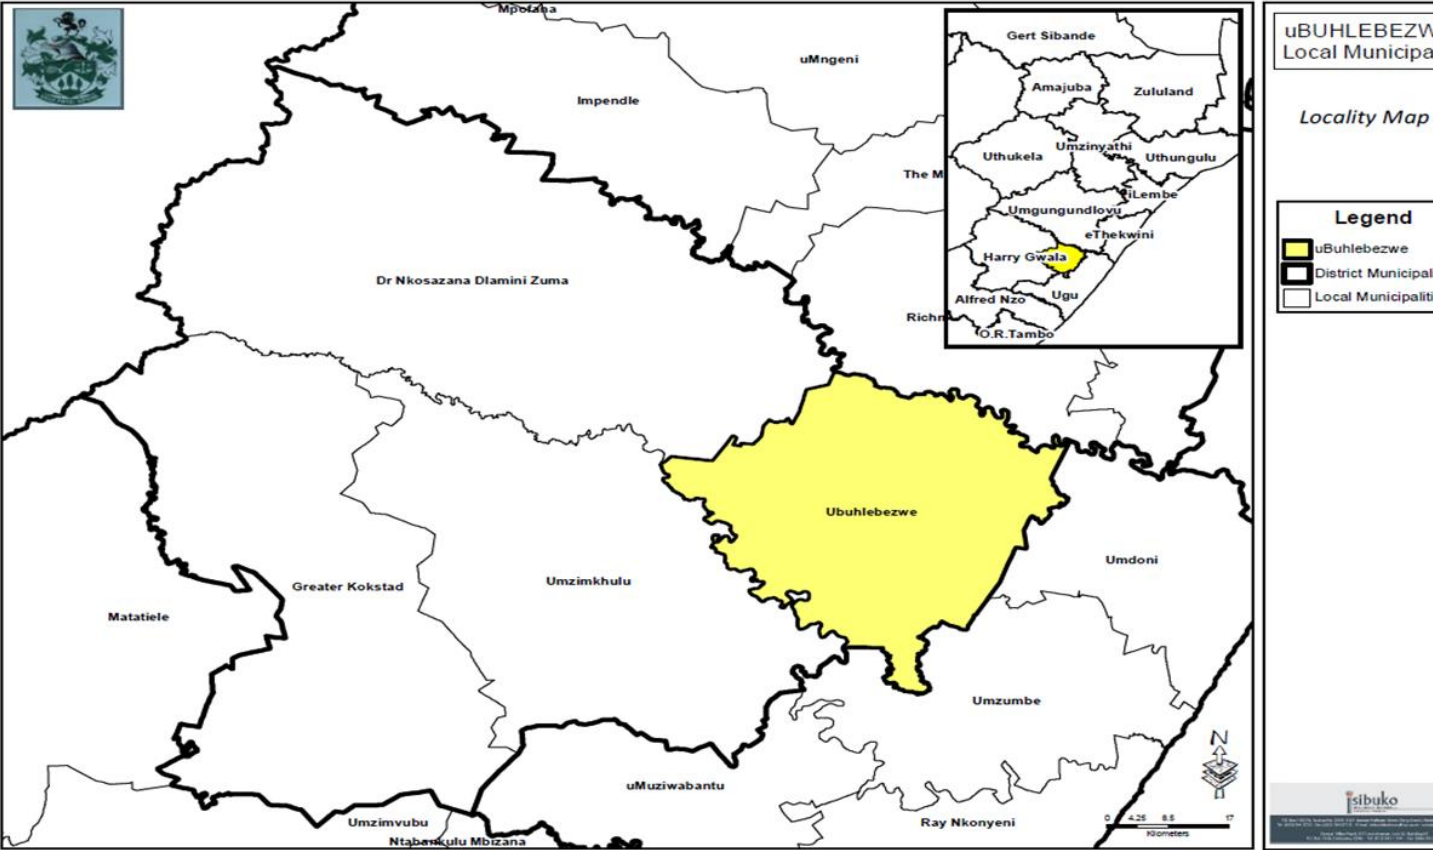 Mpofana
uMngeni
Impendle
The M
Dr Nkosazana Dlamini Zuma
Richm
Ubuhlebezwe
Umdoni
Umzimkhulu
Greater Kokstad
Matatiele
Umzumbe
uMuziwabantu
Ray Nkonyeni
Umzimvubu
Ntabankulu Mbizana
Gert Sibande
Amajuba
Zululand
Umzinyathi
Uthukela
Uthungulu
iLembe
Umgungundlovu
eThekwini
Harry Gwala
Ugu
Alfred Nzo
O.R.Tambo
N
0 4.25 8.5 17
Kilometers
uBUHLEBEZW
Local Municipa
Locality Map
Legend
uBuhlebezwe
District Municipali
Local Municipaliti
isibuko